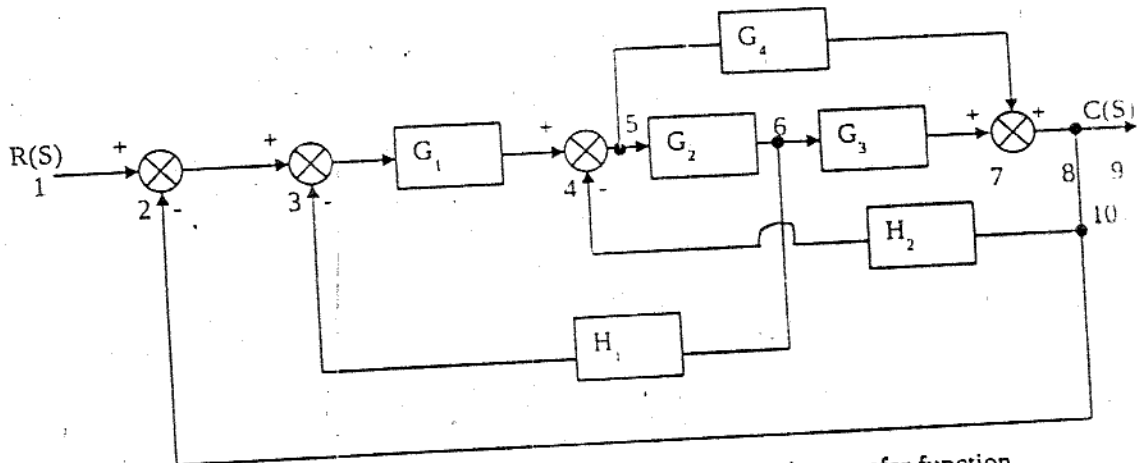 G₄
R(S)
1
+
2
-
+
3
-
G₁
+
4
-
5
G₂
6
G₃
+
+
7
8
C(S)
9
10
H₂
H₁